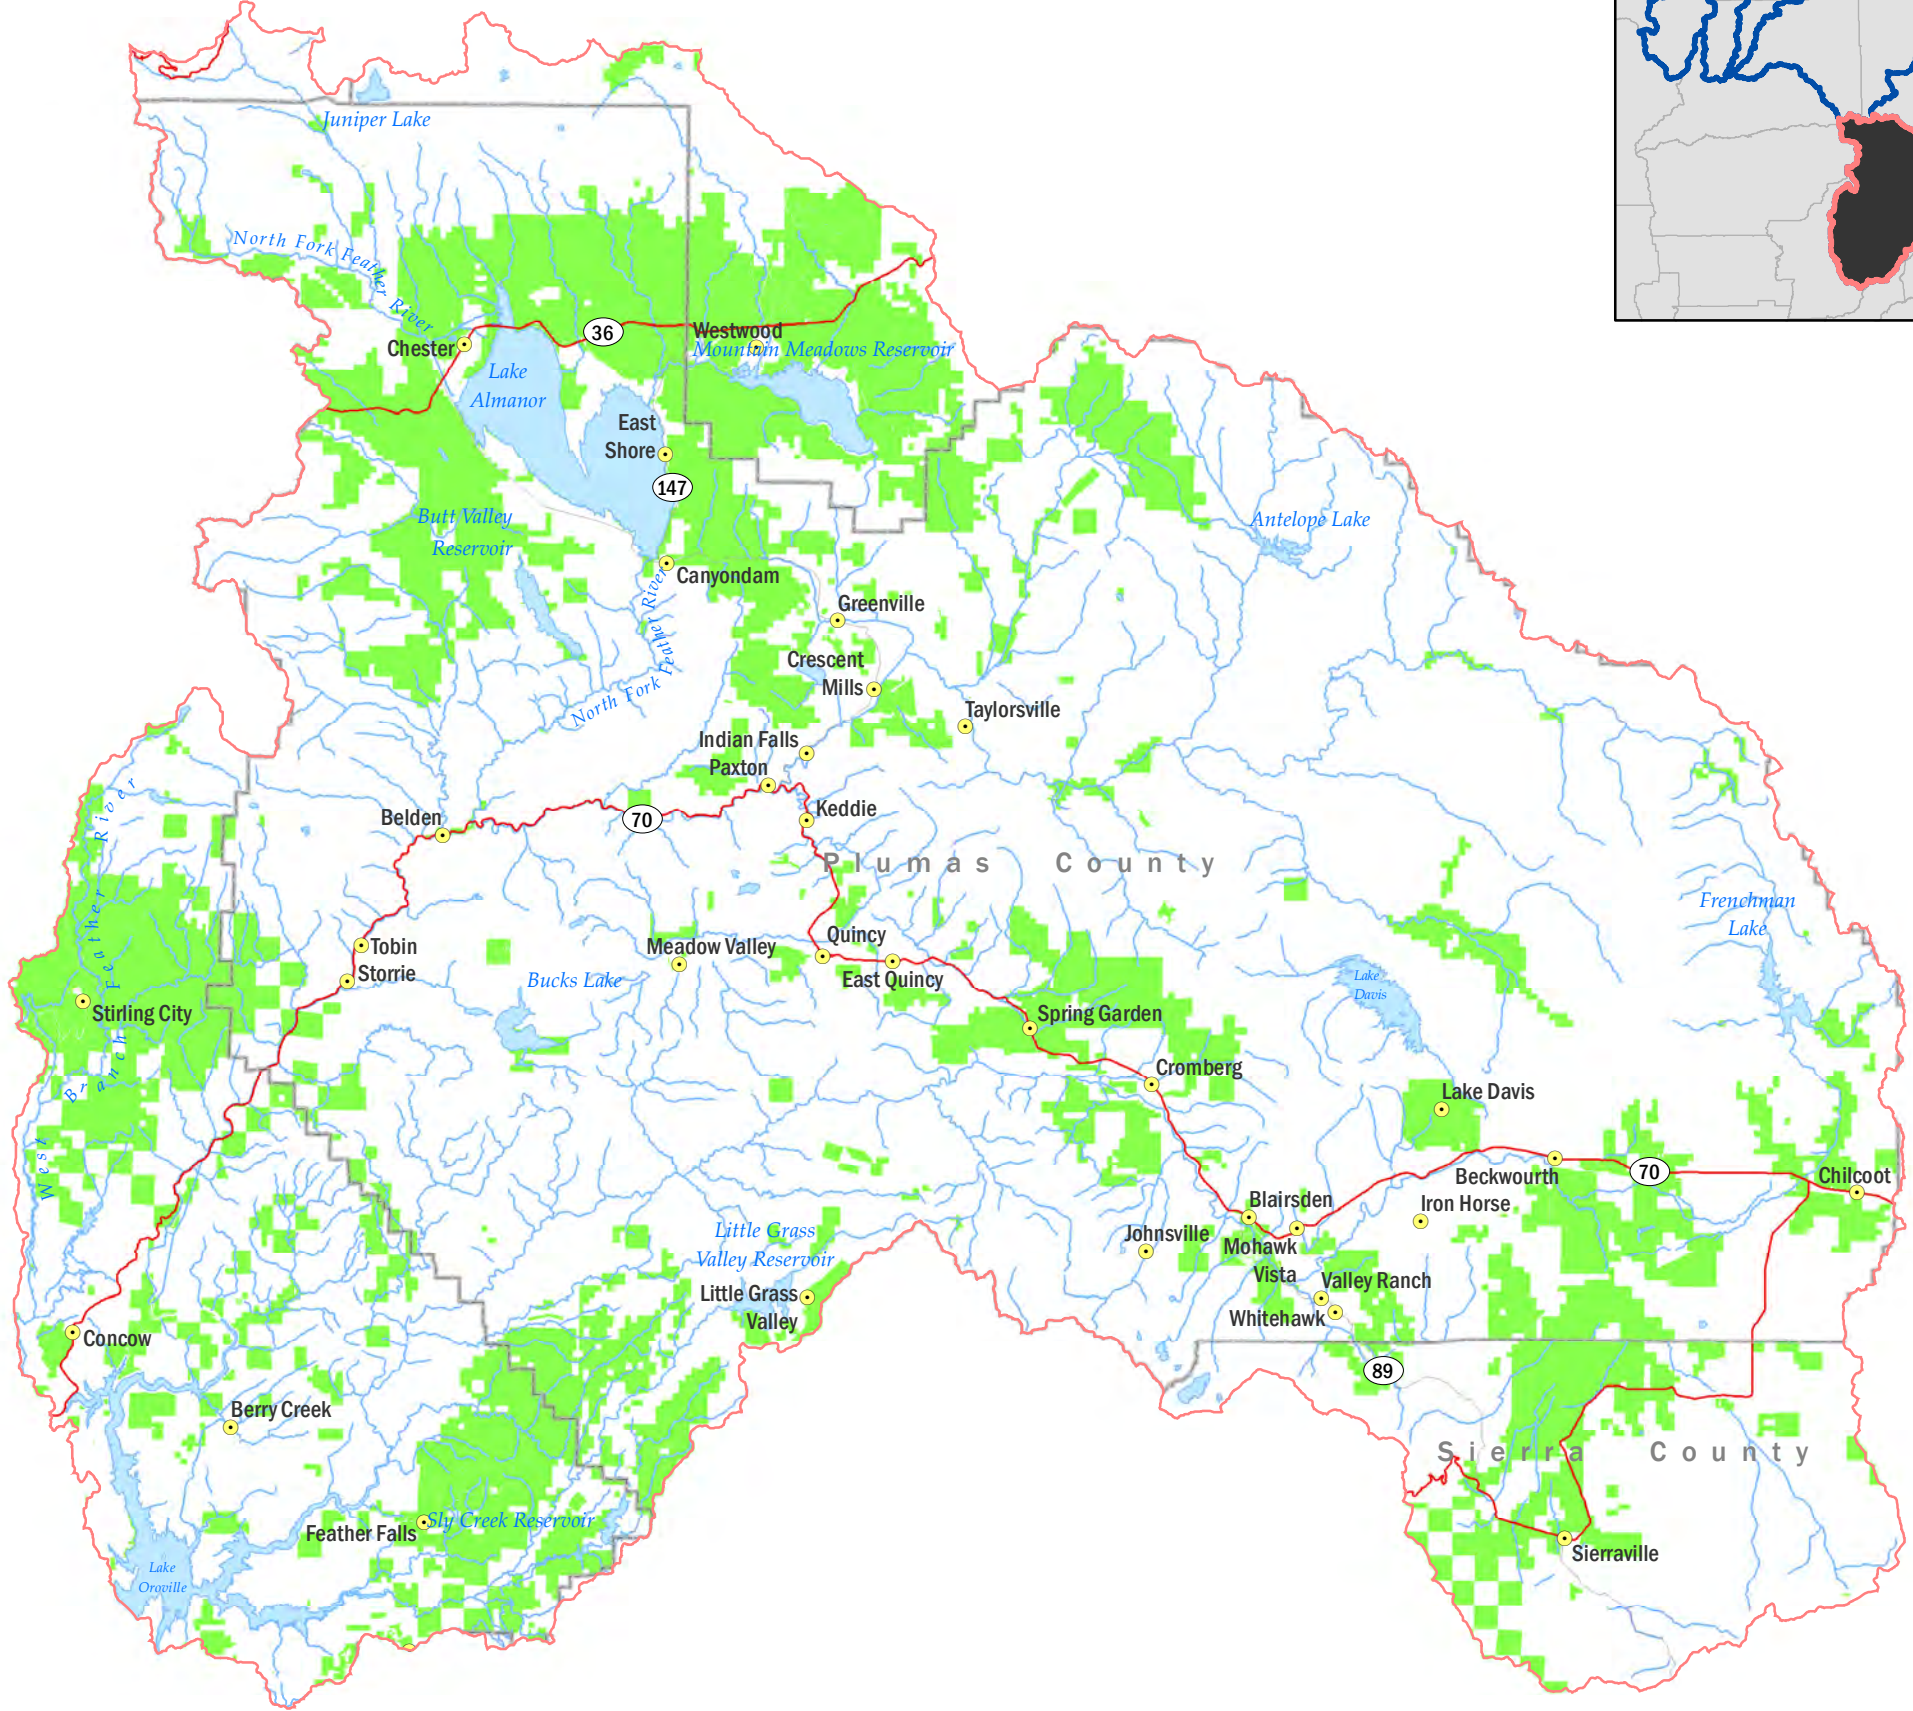 Juniper Lake
North Fork Feather River
36
Westwood
Mountain Meadows Reservoir
Chester
Lake
Almanor
East
Shore
147
Butt Valley
Reservoir
Antelope Lake
Canyondam
North Fork Feather River
Greenville
Crescent
Mills
Taylorsville
Indian Falls
Paxton
Belden
70
Keddie
Plumas County
Frenchman
Lake
West Branch Feather River
Tobin
Storrie
Stirling City
Bucks Lake
Meadow Valley
Quincy
East Quincy
Lake
Davis
Spring Garden
Cromberg
Lake Davis
Beckwourth
70
Chilcoot
Iron Horse
Blairsden
Johnsville
Mohawk
Vista
Valley Ranch
Whitehawk
Little Grass
Valley Reservoir
Little Grass
Valley
Concow
89
Berry Creek
Sierra County
Feather Falls
Sly Creek Reservoir
Sierraville
Lake
Oroville